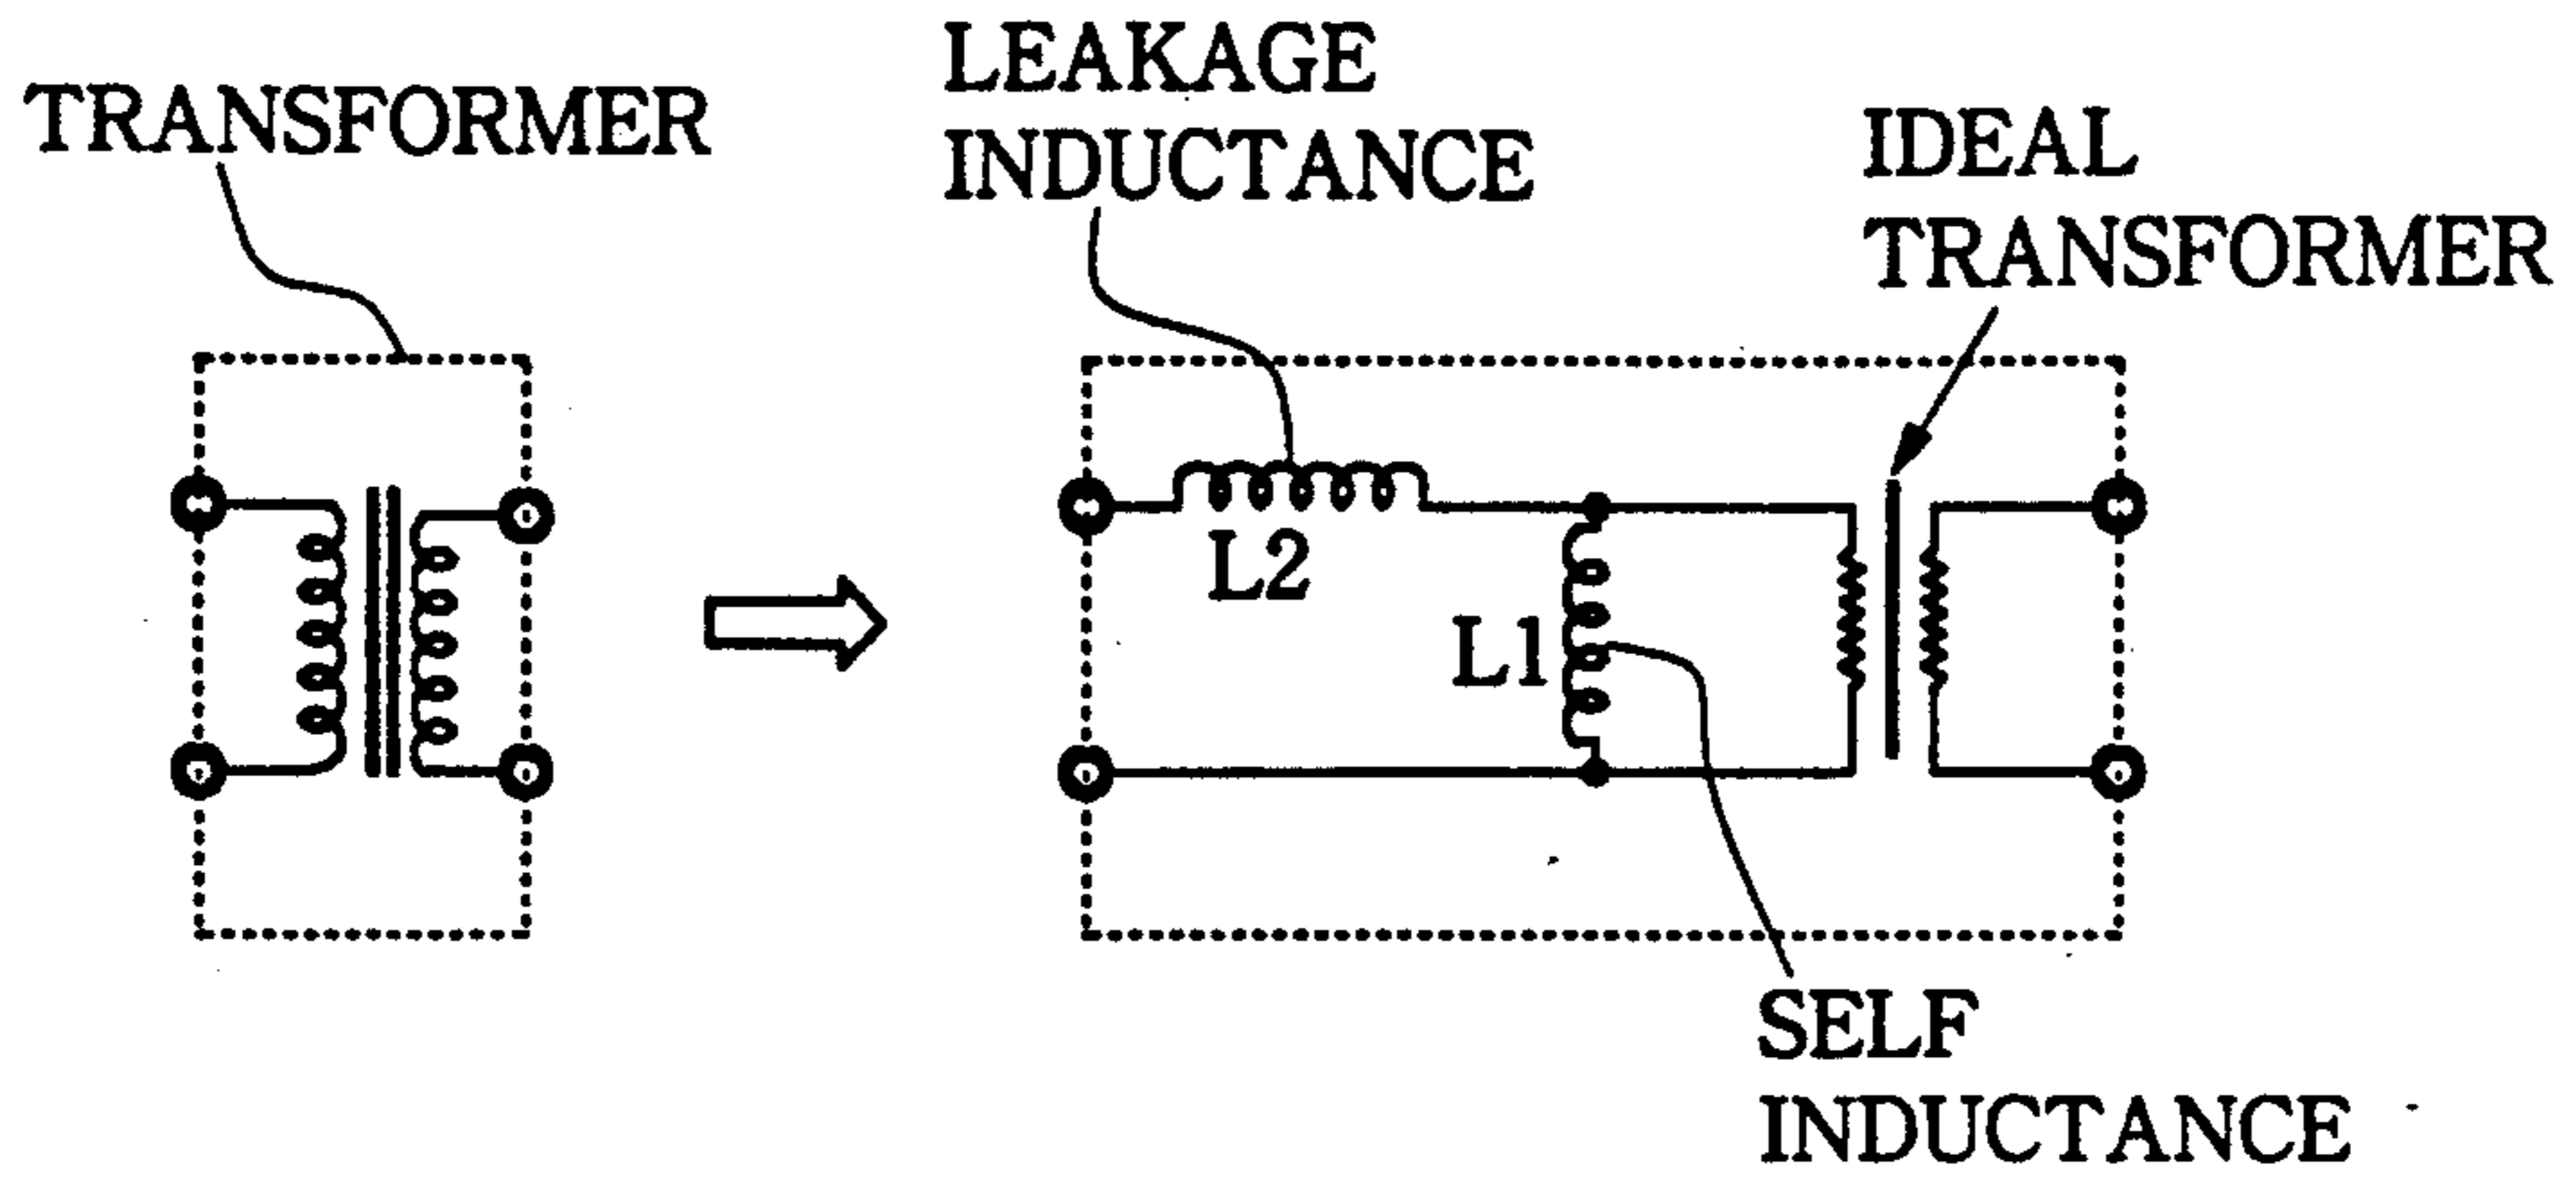 TRANSFORMER
LEAKAGE
INDUCTANCE
IDEAL
TRANSFORMER
L2
L1
SELF
INDUCTANCE